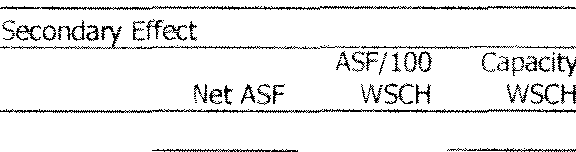 Secondary Effect
ASF/100 Capacity
Net ASF WSCH WSCH